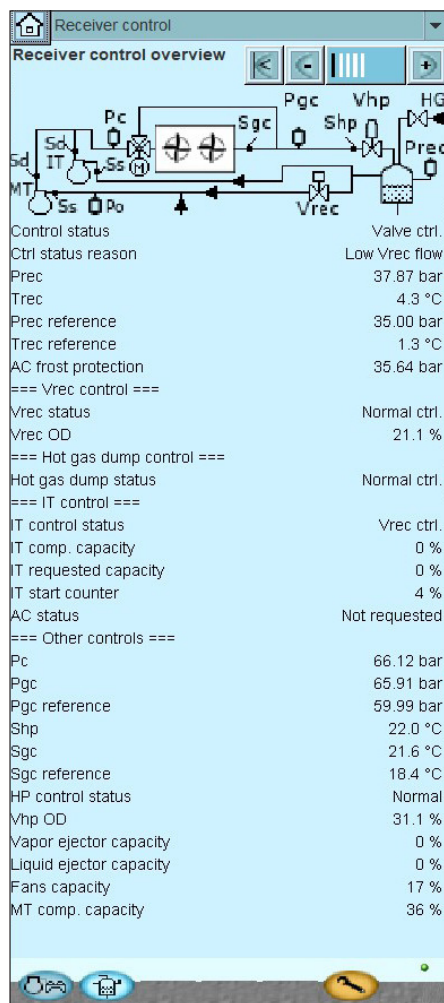 Receiver control
Receiver control overview
Pgc Vhp HG
Pc Sgc Shp Prec
Sd
Sd IT Ss M
MT Ss Po Vrec
Control status Valve ctrl.
Ctrl status reason Low Vrec flow
Prec 37.87 bar
Trec 4.3 °C
Prec reference 35.00 bar
Trec reference 1.3 °C
AC frost protection 35.64 bar
=== Vrec control ===
Vrec status Normal ctrl.
Vrec OD 21.1 %
=== Hot gas dump control ===
Hot gas dump status Normal ctrl.
=== IT control ===
IT control status Vrec ctrl.
IT comp. capacity 0 %
IT requested capacity 0 %
IT start counter 4 %
AC status Not requested
=== Other controls ===
Pc 66.12 bar
Pgc 65.91 bar
Pgc reference 59.99 bar
Shp 22.0 °C
Sgc 21.6 °C
Sgc reference 18.4 °C
HP control status Normal
Vhp OD 31.1 %
Vapor ejector capacity 0 %
Liquid ejector capacity 0 %
Fans capacity 17 %
MT comp. capacity 36 %